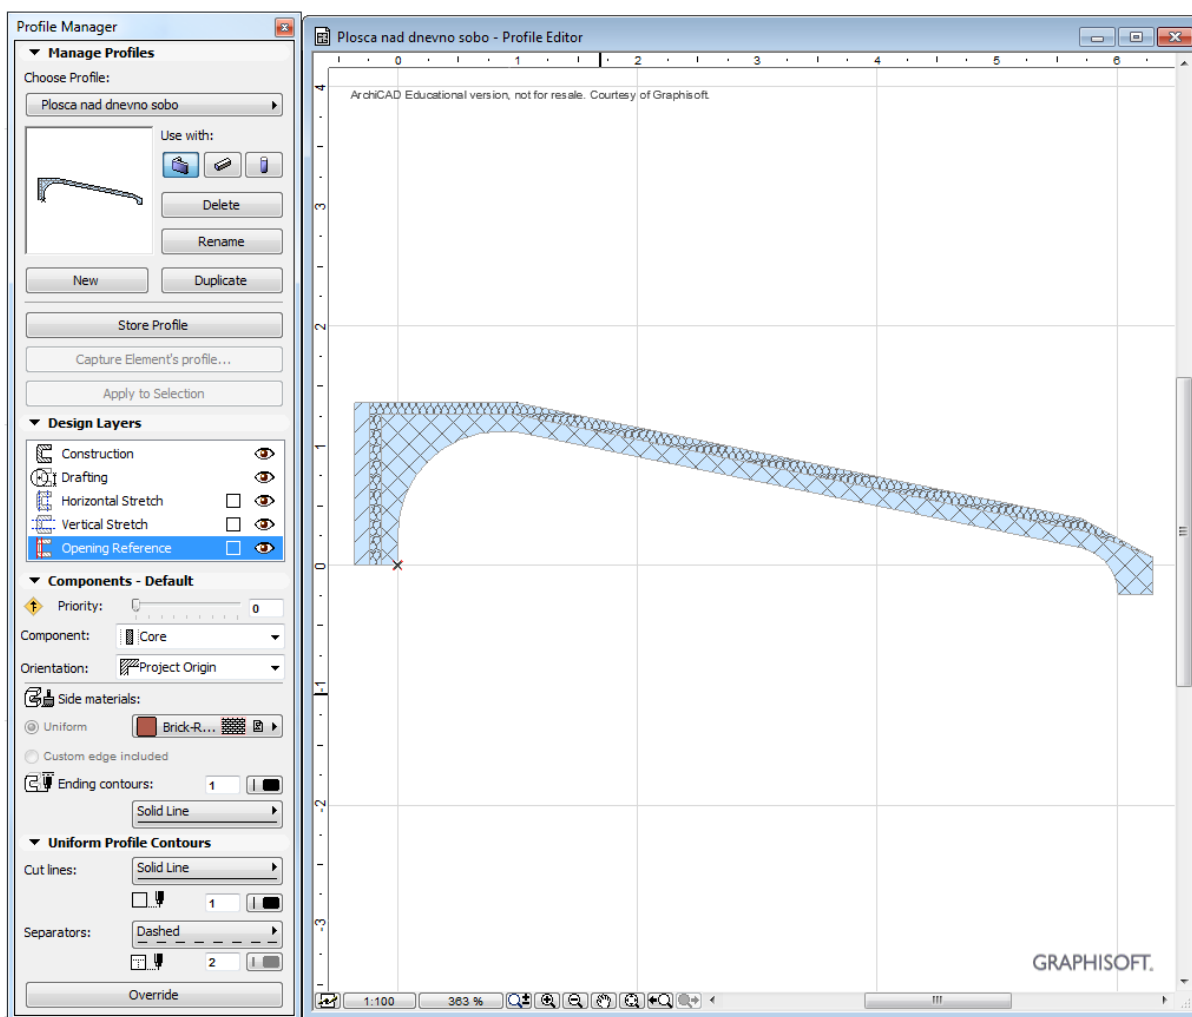 Profile Manager
Manage Profiles
Choose Profile:
Plosca nad dnevno sobo
Use with:
Delete
Rename
New Duplicate
Store Profile
Capture Element's profile...
Apply to Selection
Design Layers
Construction
Drafting
Horizontal Stretch
Vertical Stretch
Opening Reference
Components - Default
Priority: 0
Component: Core
Orientation: Project Origin
Side materials:
Uniform Brick-R...
Custom edge included
Ending contours: 1
Solid Line
Uniform Profile Contours
Cut lines: Solid Line
1
Separators: Dashed
2
Override
Plosca nad dnevno sobo - Profile Editor
0 1 2 3 4 5 6
4
ArchiCAD Educational version, not for resale. Courtesy of Graphisoft.
3
2
1
0
-1
-2
-3
GRAPHISOFT.
1:100 363 %